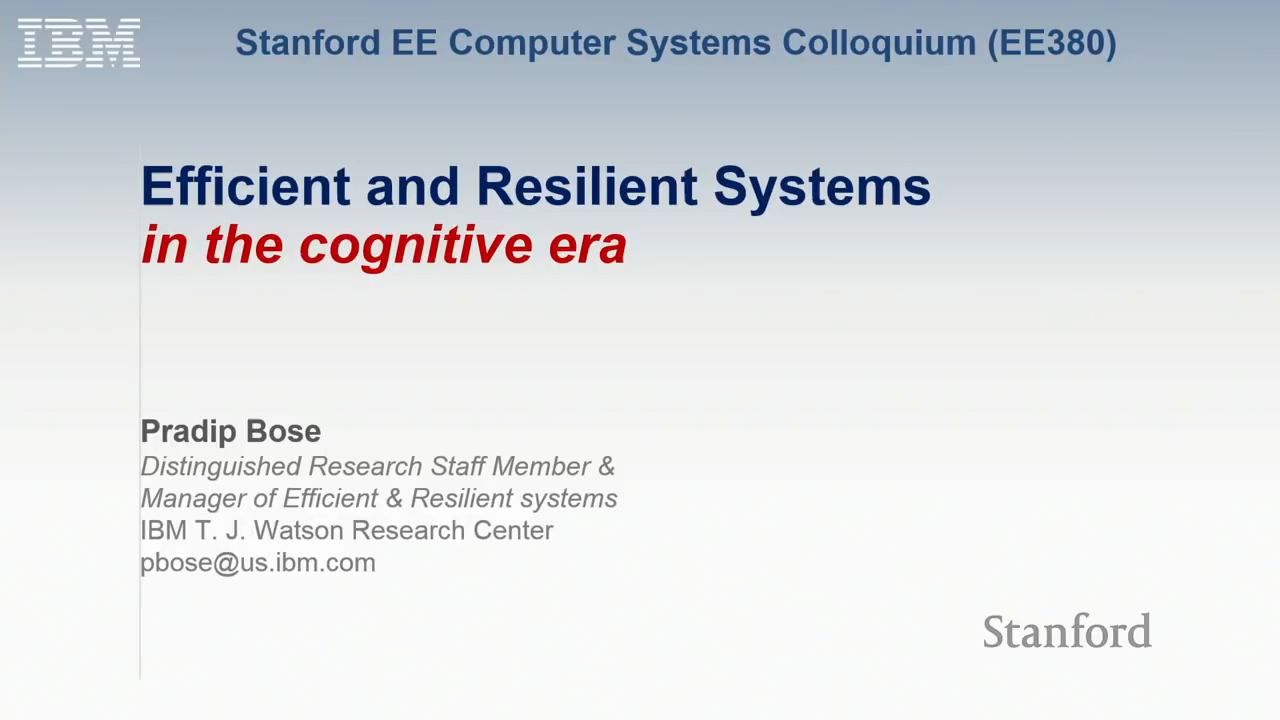 IBM
Stanford EE Computer Systems Colloquium (EE380)
Efficient and Resilient Systems
in the cognitive era
Pradip Bose
Distinguished Research Staff Member &
Manager of Efficient & Resilient systems
IBM T. J. Watson Research Center
pbose@us.ibm.com
Stanford